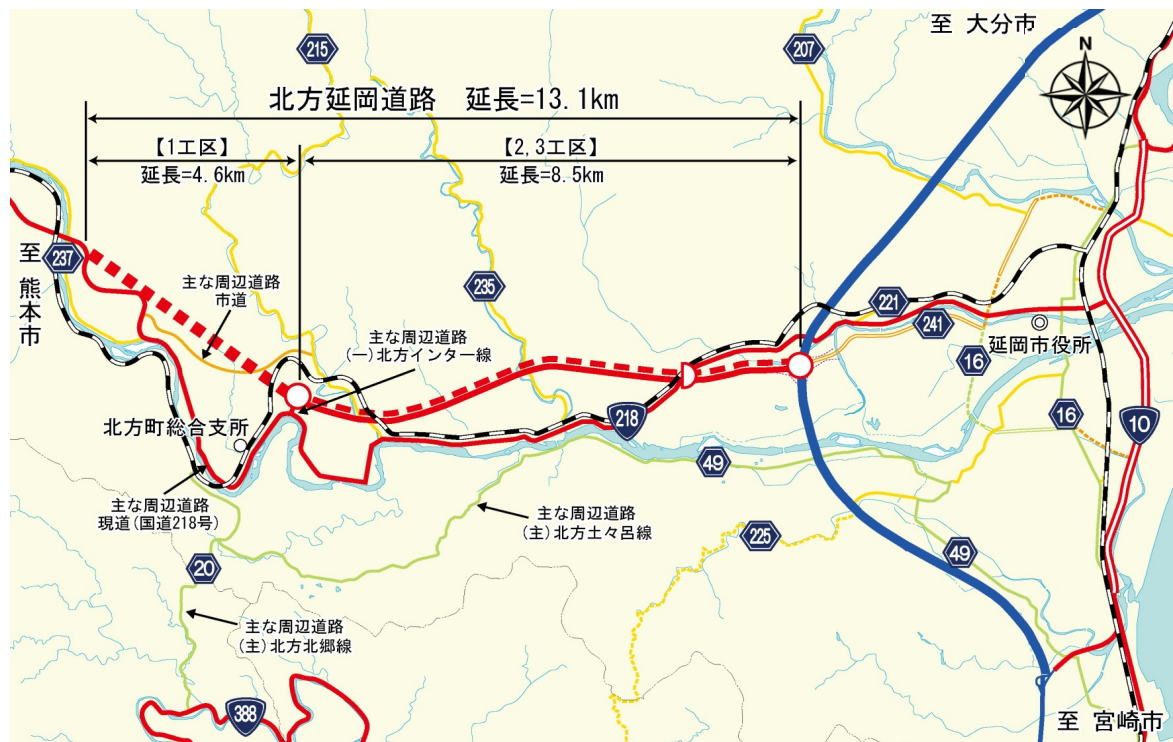 至 大分市
N
215
207
北方延岡道路 延長=13.1km
【1工区】
延長=4.6km
【2,3工区】
延長=8.5km
至 熊本市
237
主な周辺道路
市道
235
主な周辺道路
(一)北方インター線
221
241
延岡市役所
16
218
16
10
北方町総合支所
49
主な周辺道路
現道(国道218号)
主な周辺道路
(主)北方土々呂線
225
49
20
主な周辺道路
(主)北方北郷線
388
至 宮崎市